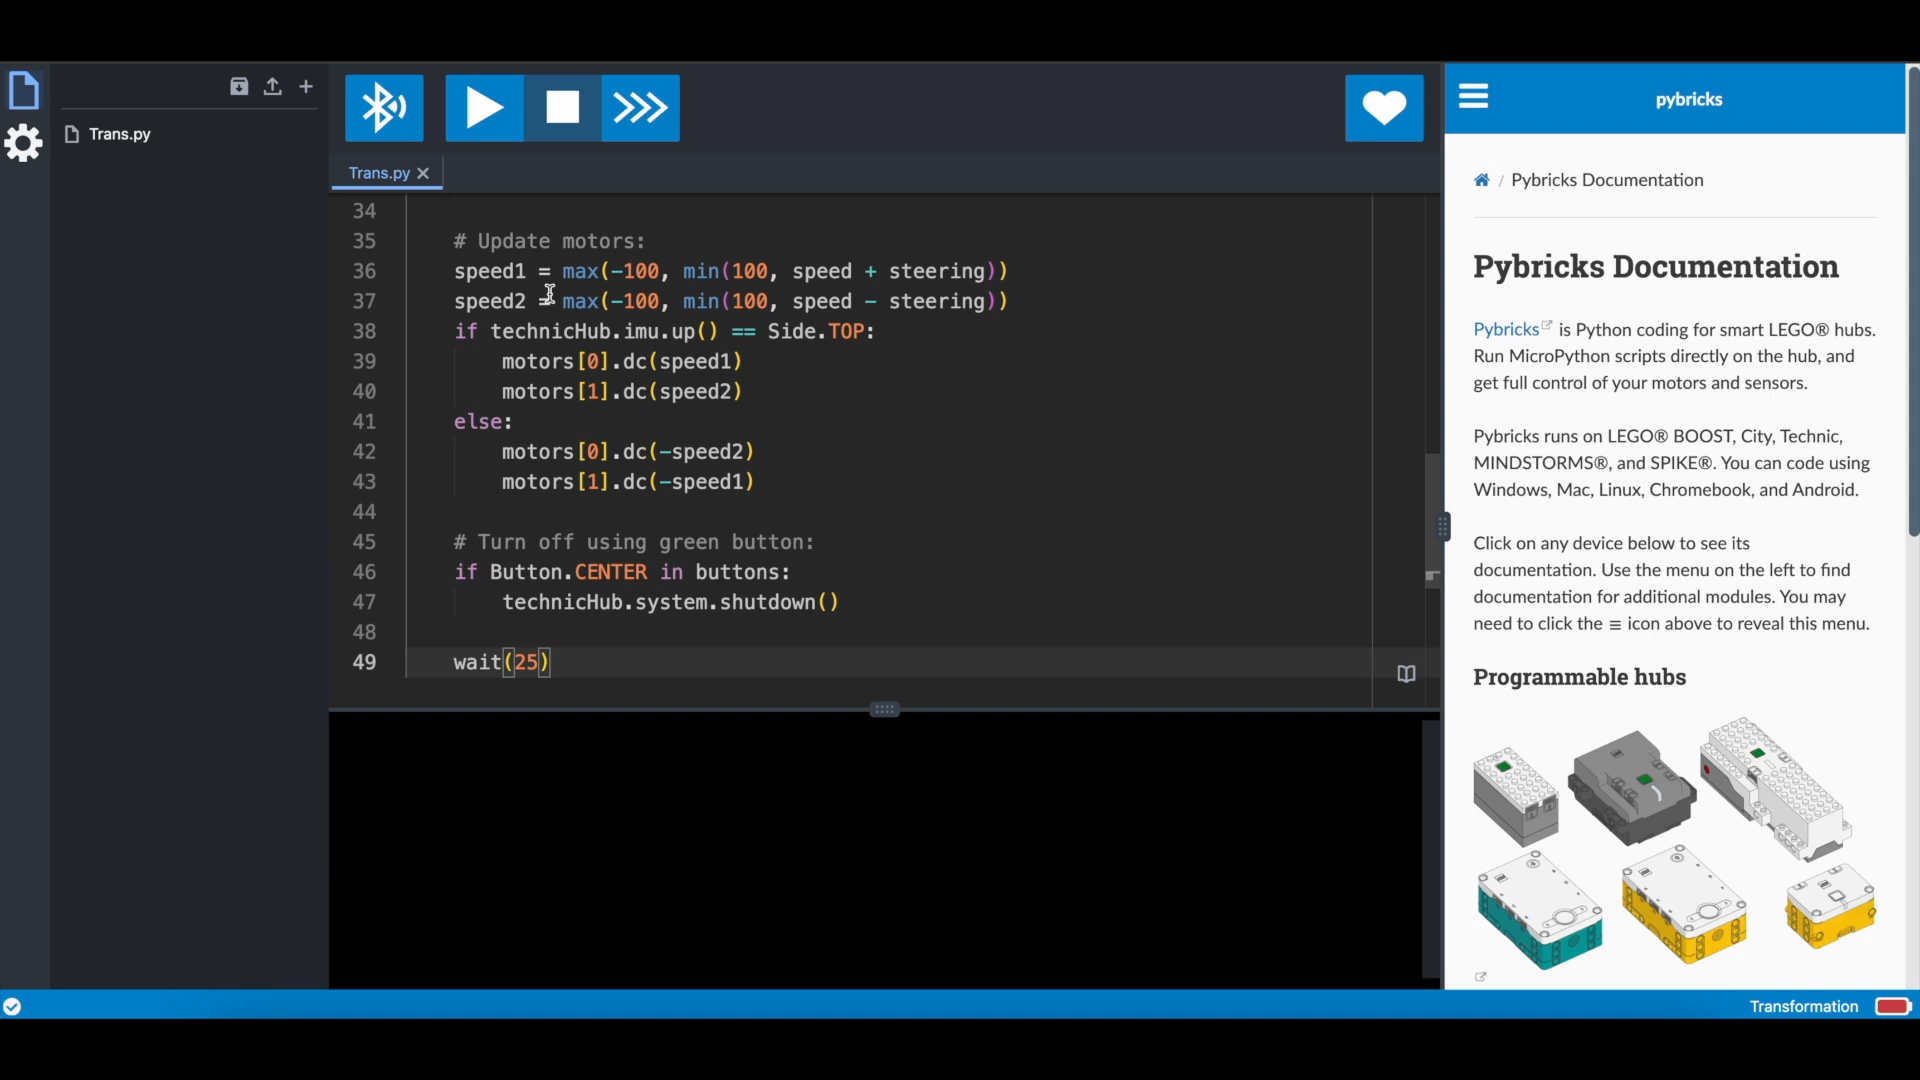 Trans.py
Trans.py
34
35 # Update motors:
36 speed1 = max(-100, min(100, speed + steering))
37 speed2 = max(-100, min(100, speed - steering))
38 if technicHub.imu.up() == Side.TOP:
39 motors[0].dc(speed1)
40 motors[1].dc(speed2)
41 else:
42 motors[0].dc(-speed2)
43 motors[1].dc(-speed1)
44
45 # Turn off using green button:
46 if Button.CENTER in buttons:
47 technicHub.system.shutdown()
48
49 wait(25)
pybricks
/ Pybricks Documentation
Pybricks Documentation
Pybricks is Python coding for smart LEGO® hubs.
Run MicroPython scripts directly on the hub, and
get full control of your motors and sensors.
Pybricks runs on LEGO® BOOST, City, Technic,
MINDSTORMS®, and SPIKE®. You can code using
Windows, Mac, Linux, Chromebook, and Android.
Click on any device below to see its
documentation. Use the menu on the left to find
documentation for additional modules. You may
need to click the ≡ icon above to reveal this menu.
Programmable hubs
Transformation